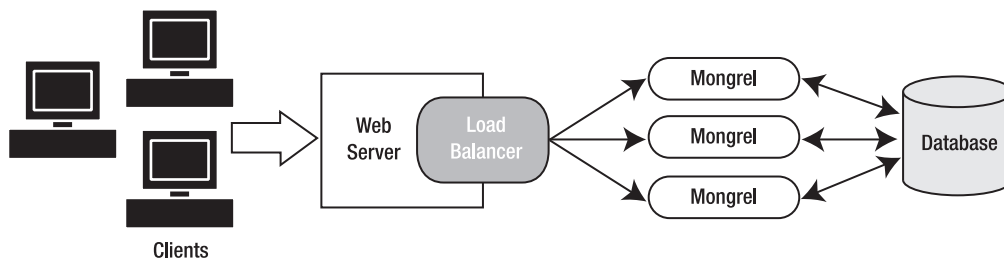 Clients
Web
Server
Load
Balancer
Mongrel
Mongrel
Mongrel
Database